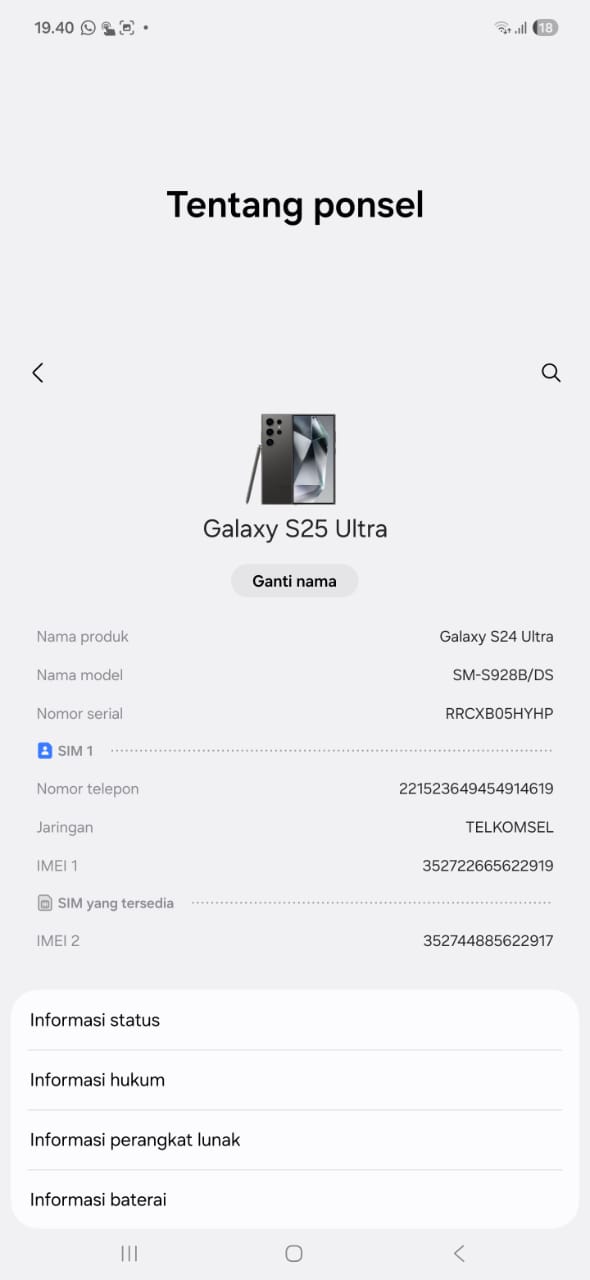 19.40
18
Tentang ponsel
Galaxy S25 Ultra
Ganti nama
Nama produk Galaxy S24 Ultra
Nama model SM-S928B/DS
Nomor serial RRCXB05HYHP
SIM 1
Nomor telepon 221523649454914619
Jaringan TELKOMSEL
IMEI 1 352722665622919
SIM yang tersedia
IMEI 2 352744885622917
Informasi status
Informasi hukum
Informasi perangkat lunak
Informasi baterai